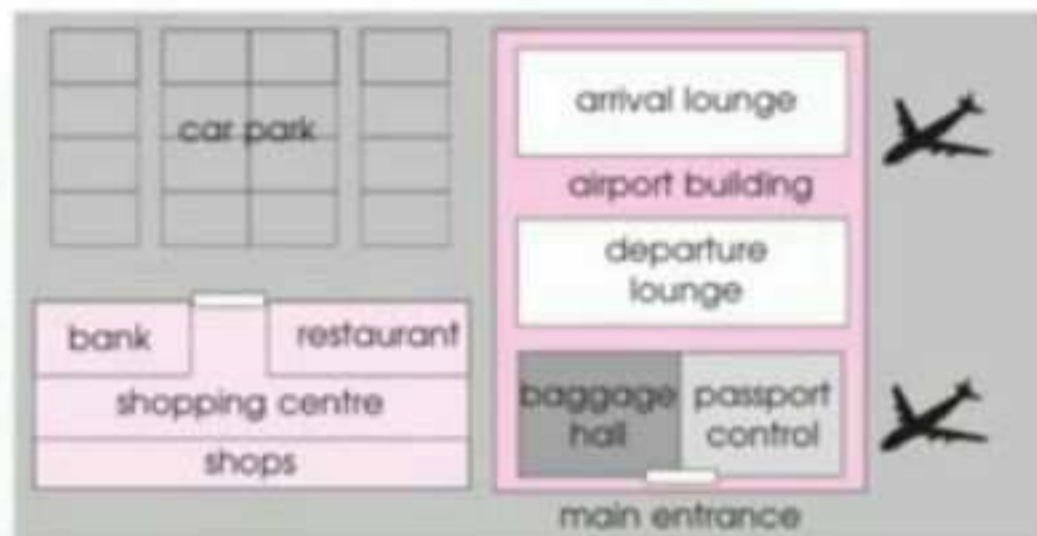 car park
arrival lounge
airport building
departure
lounge
bank
restaurant
shopping centre
shops
baggage
hall
passport
control
main entrance